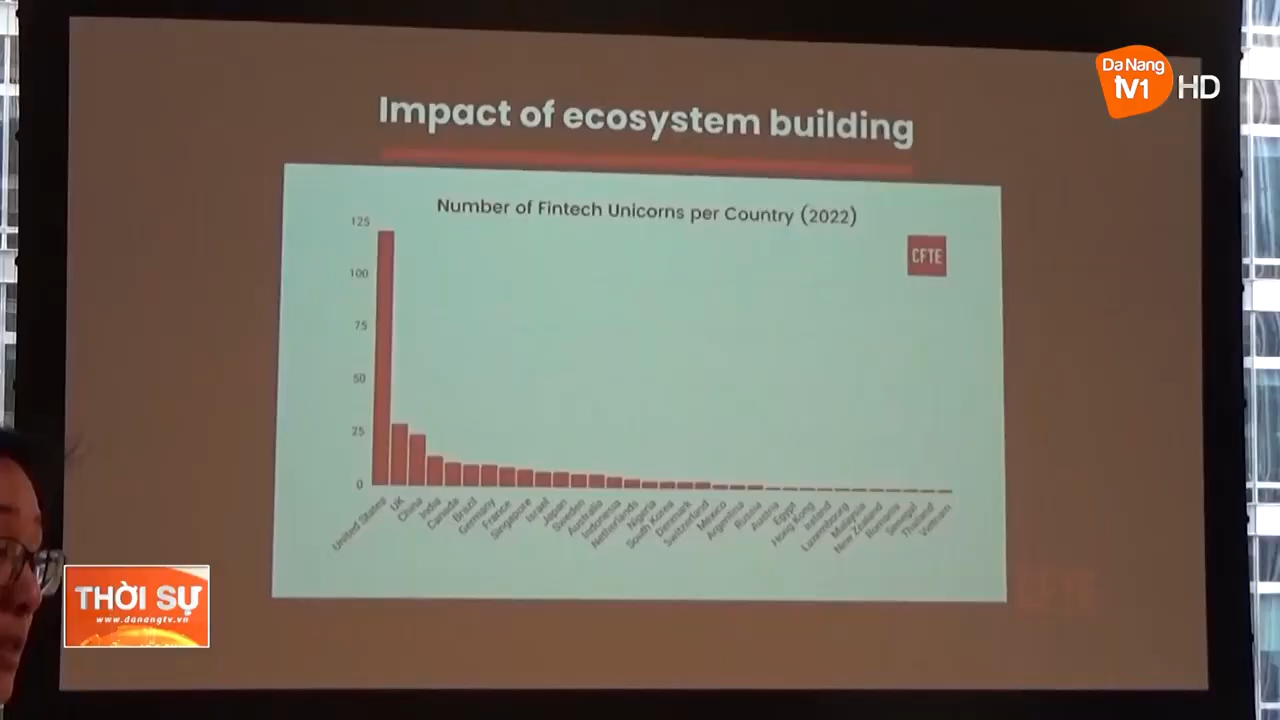 Da Nang
TV1 HD
Impact of ecosystem building
Number of Fintech Unicorns per Country (2022)
CFTE
125
100
75
50
25
0
United States
UK
China
India
Canada
Brazil
Germany
France
Singapore
Israel
Japan
Sweden
Australia
Indonesia
Netherlands
Nigeria
South Korea
Denmark
Switzerland
Mexico
Argentina
Russia
Austria
Egypt
Hong Kong
Ireland
Luxembourg
Malaysia
New Zealand
Romania
Senegal
Thailand
Vietnam
CFTE
THỜI SỰ
www.danangtv.vn